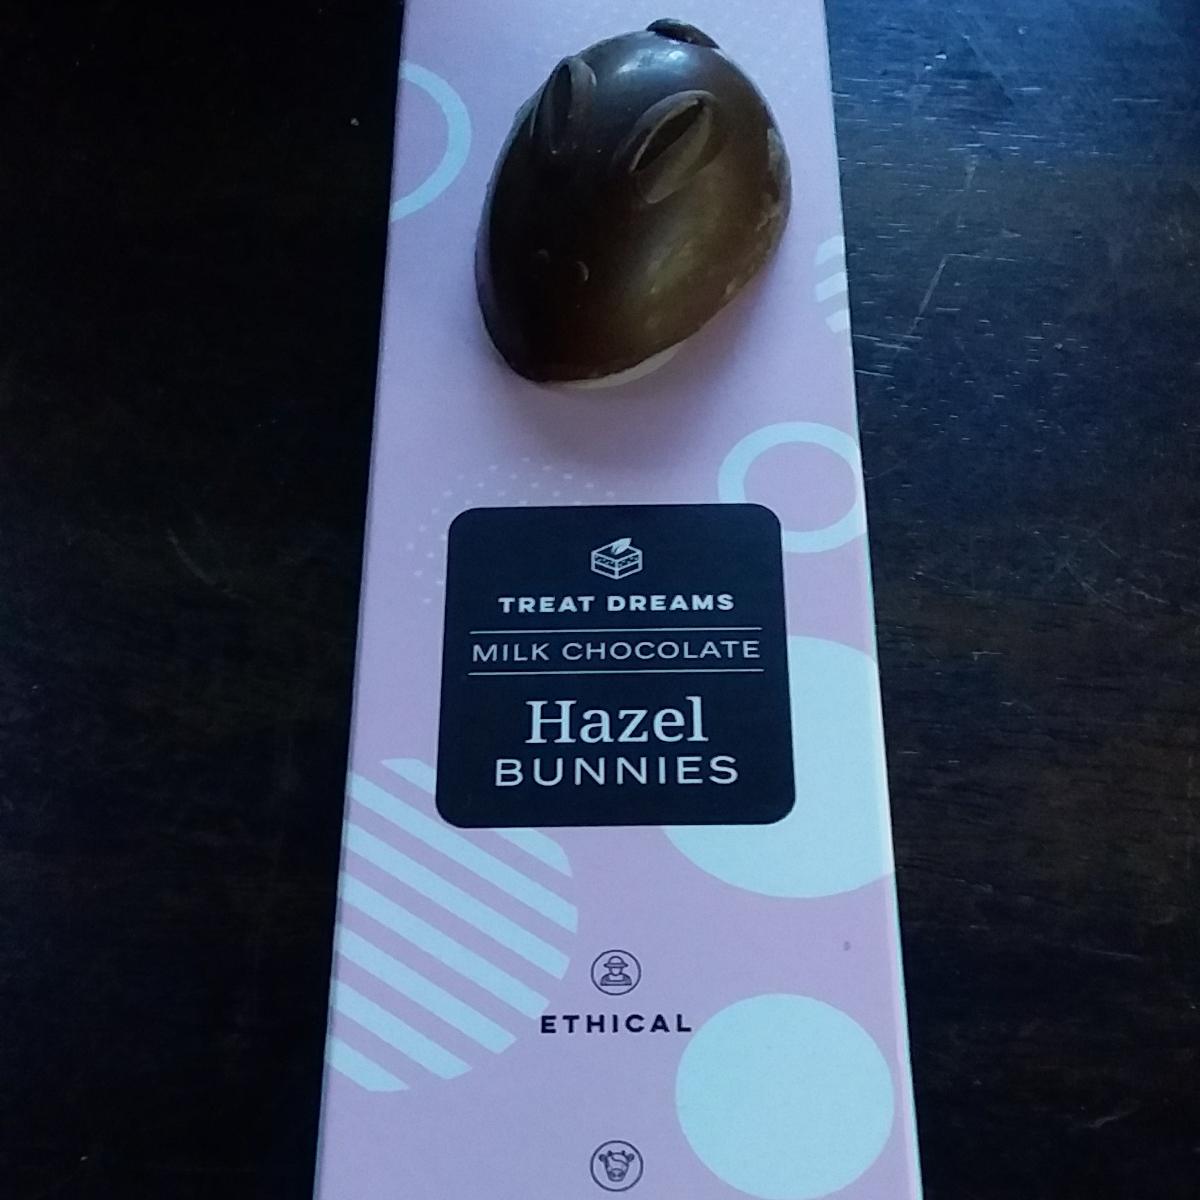 TREAT DREAMS
MILK CHOCOLATE
Hazel
BUNNIES
ETHICAL